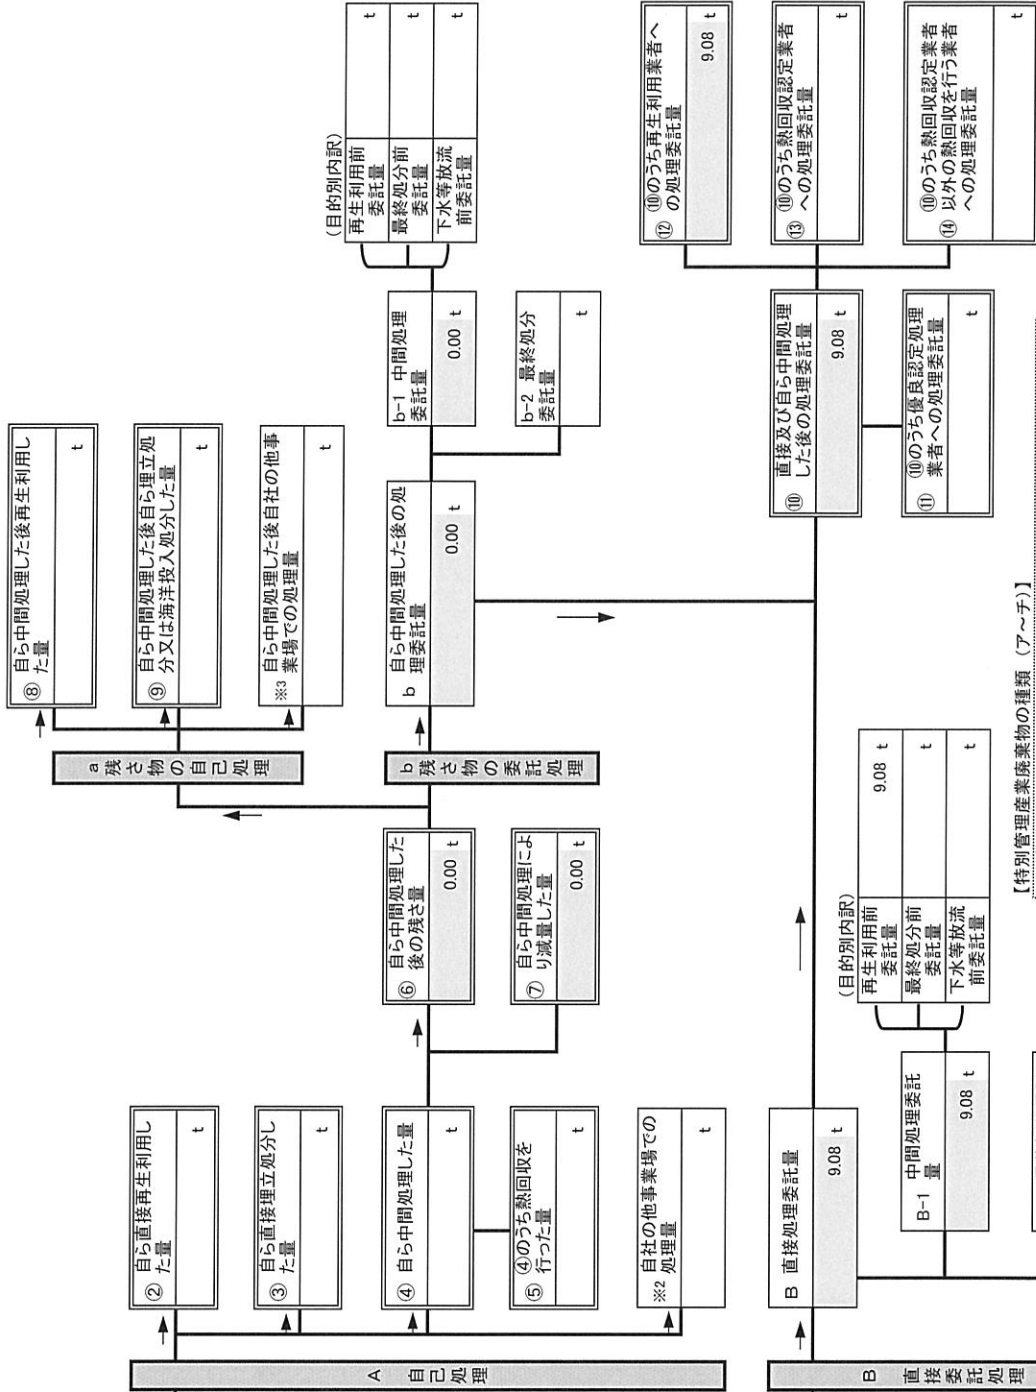 A 自己処理
② 自ら直接再生利用し
た量
t
③ 自ら直接埋立処分し
た量
t
④ 自ら中間処理した量
t
⑤ ④のうち熱回収を
行った量
t
※2 自社の他事業場での
処理量
t
⑥ 自ら中間処理した
後の残さ量
0.00 t
⑦ 自ら中間処理によ
り減量した量
0.00 t
a 残さ物の自己処理
⑧ 自ら中間処理した後再生利用し
た量
t
⑨ 自ら中間処理した後自ら埋立処
分又は海洋投入処分した量
t
※3 自ら中間処理した後自社の他事
業場での処理量
t
b 残さ物の委託処理
b 自ら中間処理した後の処
理委託量
0.00 t
b-1 中間処理
委託量
0.00 t
b-2 最終処分
委託量
t
(目的別内訳)
再生利用前
委託量
t
最終処分前
委託量
t
下水等放流
前委託量
t
B 直接委託処理
B 直接処理委託量
9.08 t
B-1 中間処理委託
量
9.08 t
(目的別内訳)
再生利用前
委託量
9.08 t
最終処分前
委託量
t
下水等放流
前委託量
t
⑩ 直接及び自ら中間処理
した後の処理委託量
9.08 t
⑪ ⑩のうち優良認定処理
業者への処理委託量
t
⑫ ⑩のうち再生利用業者へ
の処理委託量
9.08 t
⑬ ⑩のうち熱回収認定業者
への処理委託量
t
⑭ ⑩のうち熱回収認定業者
以外の熱回収を行う業者
への処理委託量
t
【特別管理産業廃棄物の種類(ア~チ)】